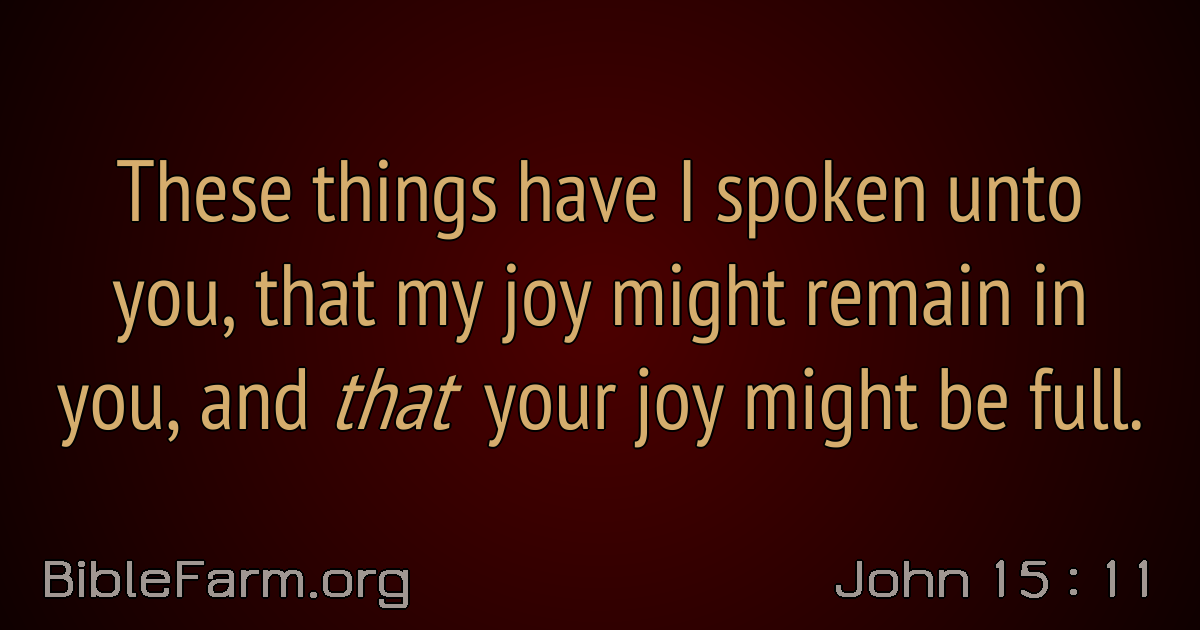 These things have I spoken unto
you, that my joy might remain in
you, and that your joy might be full.
BibleFarm.org
John 15 : 11